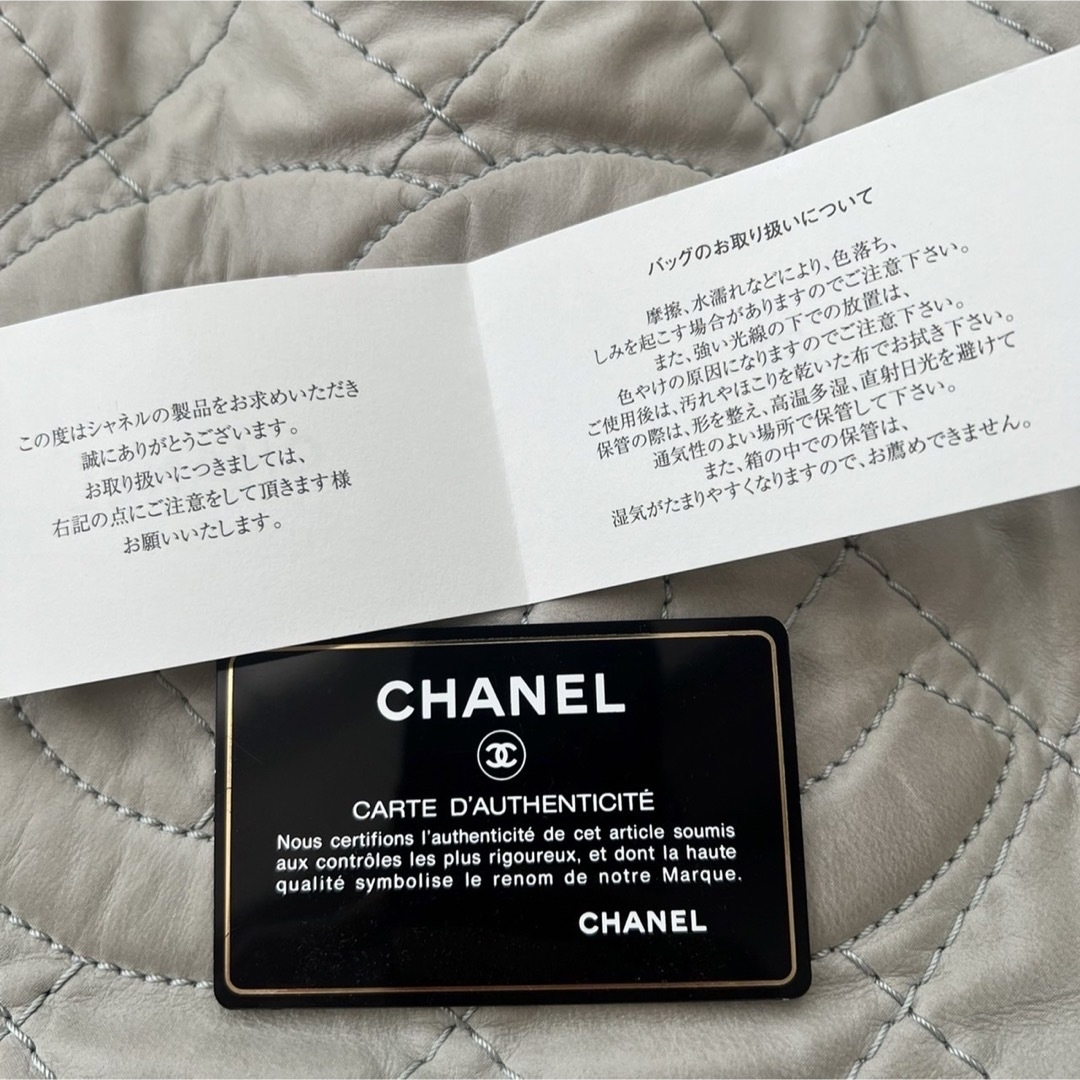 この度はシャネルの製品をお求めいただき
誠にありがとうございます。
お取り扱いにつきましては、
右記の点にご注意をして頂きます様
お願いいたします。
バッグのお取り扱いについて
摩擦、水濡れなどにより、色落ち、
しみを起こす場合がありますのでご注意下さい。
また、強い光線の下での放置は、
色やけの原因になりますのでご注意下さい。
ご使用後は、汚れやほこりを乾いた布でお拭き下さい。
保管の際は、形を整え、高温多湿、直射日光を避けて
通気性のよい場所で保管して下さい。
また、箱の中での保管は、
湿気がたまりやすくなりますので、お薦めできません。
CHANEL
CARTE D'AUTHENTICITÉ
Nous certifions l'authenticité de cet article soumis
aux contrôles les plus rigoureux, et dont la haute
qualité symbolise le renom de notre Marque.
CHANEL